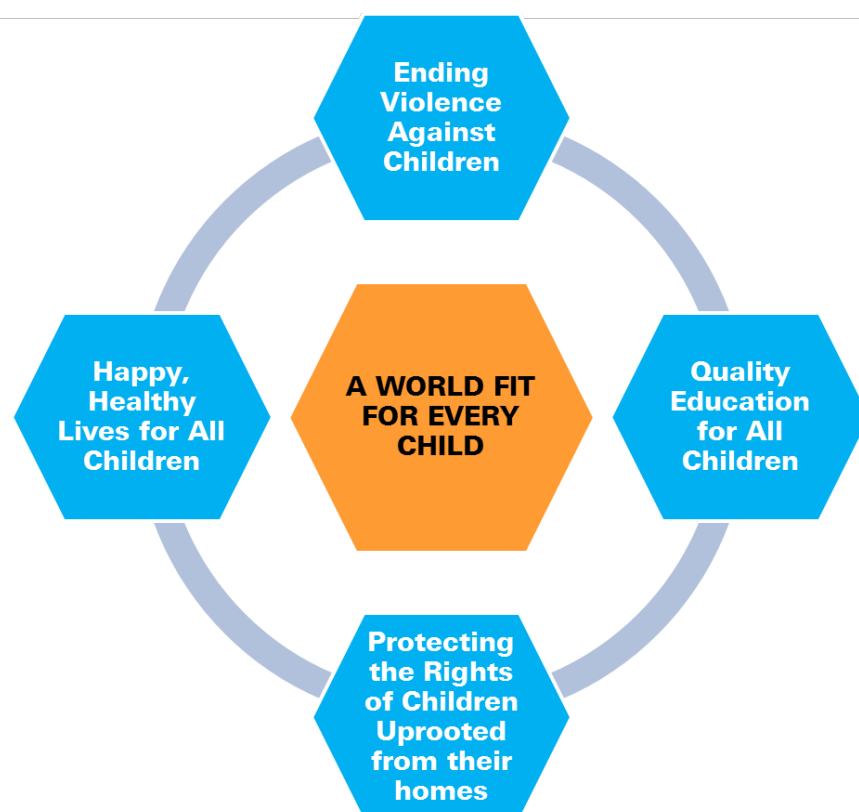 Ending
Violence
Against
Children
Happy,
Healthy
Lives for All
Children
A WORLD FIT
FOR EVERY
CHILD
Quality
Education
for All
Children
Protecting
the Rights
of Children
Uprooted
from their
homes